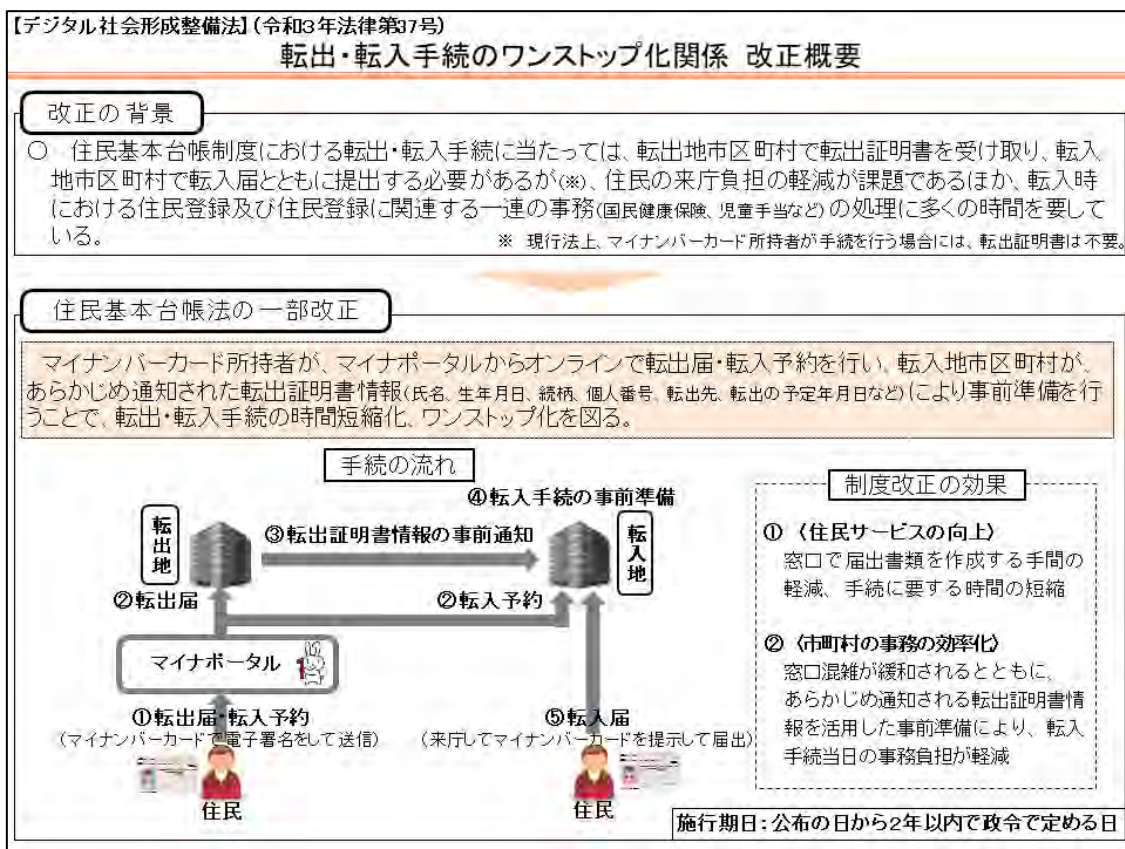 【デジタル社会形成整備法】(令和3年法律第37号)
転出・転入手続のワンストップ化関係 改正概要
改正の背景
○ 住民基本台帳制度における転出・転入手続に当たっては、転出地市区町村で転出証明書を受け取り、転入
地市区町村で転入届とともに提出する必要があるが(※)、住民の来庁負担の軽減が課題であるほか、転入時
における住民登録及び住民登録に関連する一連の事務(国民健康保険、児童手当など)の処理に多くの時間を要して
いる。
※ 現行法上、マイナンバーカード所持者が手続を行う場合には、転出証明書は不要。
住民基本台帳法の一部改正
マイナンバーカード所持者が、マイナポータルからオンラインで転出届・転入予約を行い、転入地市区町村が、
あらかじめ通知された転出証明書情報(氏名、生年月日、続柄、個人番号、転出先、転出の予定年月日など)により事前準備を行
うことで、転出・転入手続の時間短縮化、ワンストップ化を図る。
手続の流れ
④転入手続の事前準備
転出地
③転出証明書情報の事前通知
転入地
②転出届
②転入予約
マイナポータル
①転出届・転入予約
(マイナンバーカードで電子署名をして送信)
⑤転入届
(来庁してマイナンバーカードを提示して届出)
住民
住民
制度改正の効果
① 〈住民サービスの向上〉
窓口で届出書類を作成する手間の
軽減、手続に要する時間の短縮
② 〈市町村の事務の効率化〉
窓口混雑が緩和されるとともに、
あらかじめ通知される転出証明書情
報を活用した事前準備により、転入
手続当日の事務負担が軽減
施行期日:公布の日から2年以内で政令で定める日